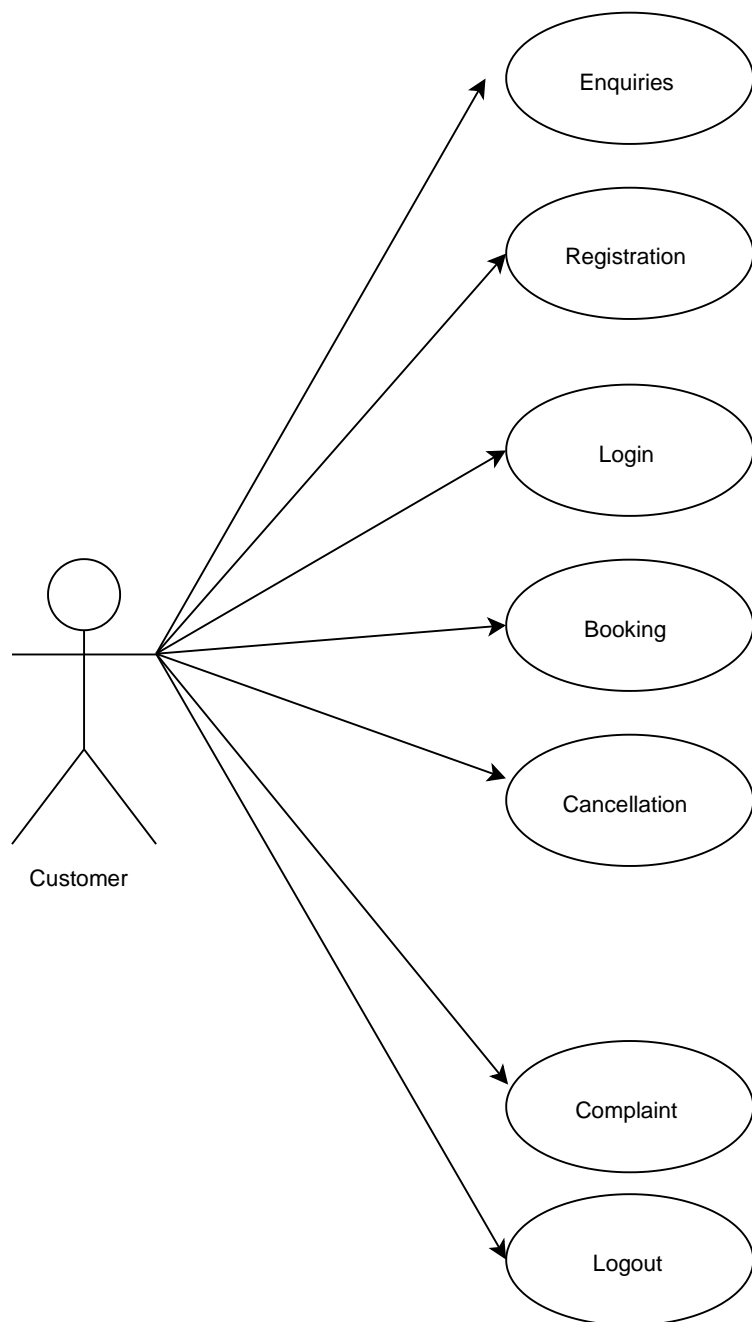 Enquiries
Registration
Login
Booking
Cancellation
Customer
Complaint
Logout